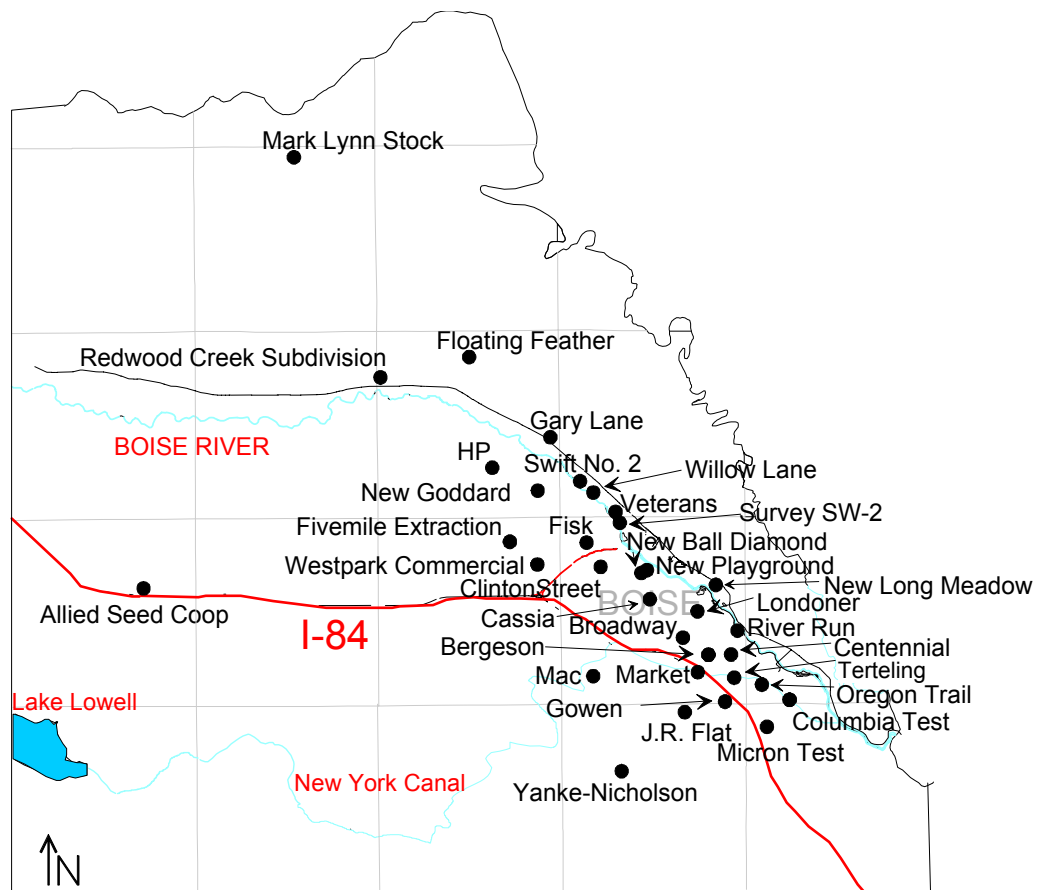 Mark Lynn Stock
Floating Feather
Redwood Creek Subdivision
Gary Lane
BOISE RIVER
HP
Swift No. 2
Willow Lane
New Goddard
Veterans
Survey SW-2
Fivemile Extraction
Fisk
New Ball Diamond
Westpark Commercial
New Playground
ClintonStreet
New Long Meadow
Allied Seed Coop
BOISE
Londoner
Cassia
Broadway
River Run
I-84
Bergeson
Centennial
Mac
Market
Terteling
Lake Lowell
Gowen
Oregon Trail
J.R. Flat
Columbia Test
Micron Test
New York Canal
Yanke-Nicholson
N